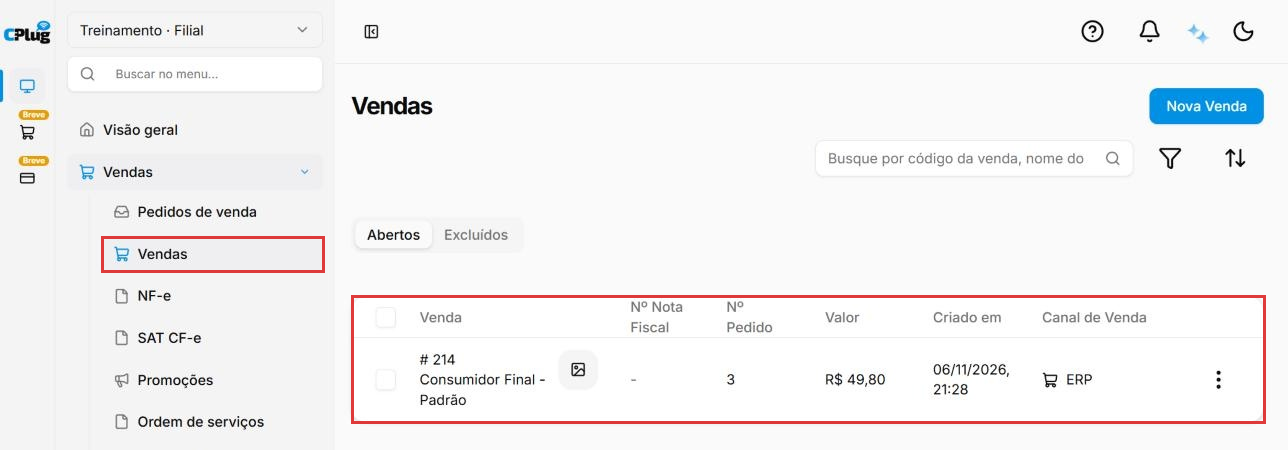 CPlug
Treinamento · Filial
Buscar no menu...
Breve
Breve
Visão geral
Vendas
Pedidos de venda
Vendas
NF-e
SAT CF-e
Promoções
Ordem de serviços
Vendas
Nova Venda
Busque por código da venda, nome do
Abertos Excluídos
Venda Nº Nota Fiscal Nº Pedido Valor Criado em Canal de Venda
# 214
Consumidor Final -
Padrão
-
3
R$ 49,80
06/11/2026,
21:28
ERP